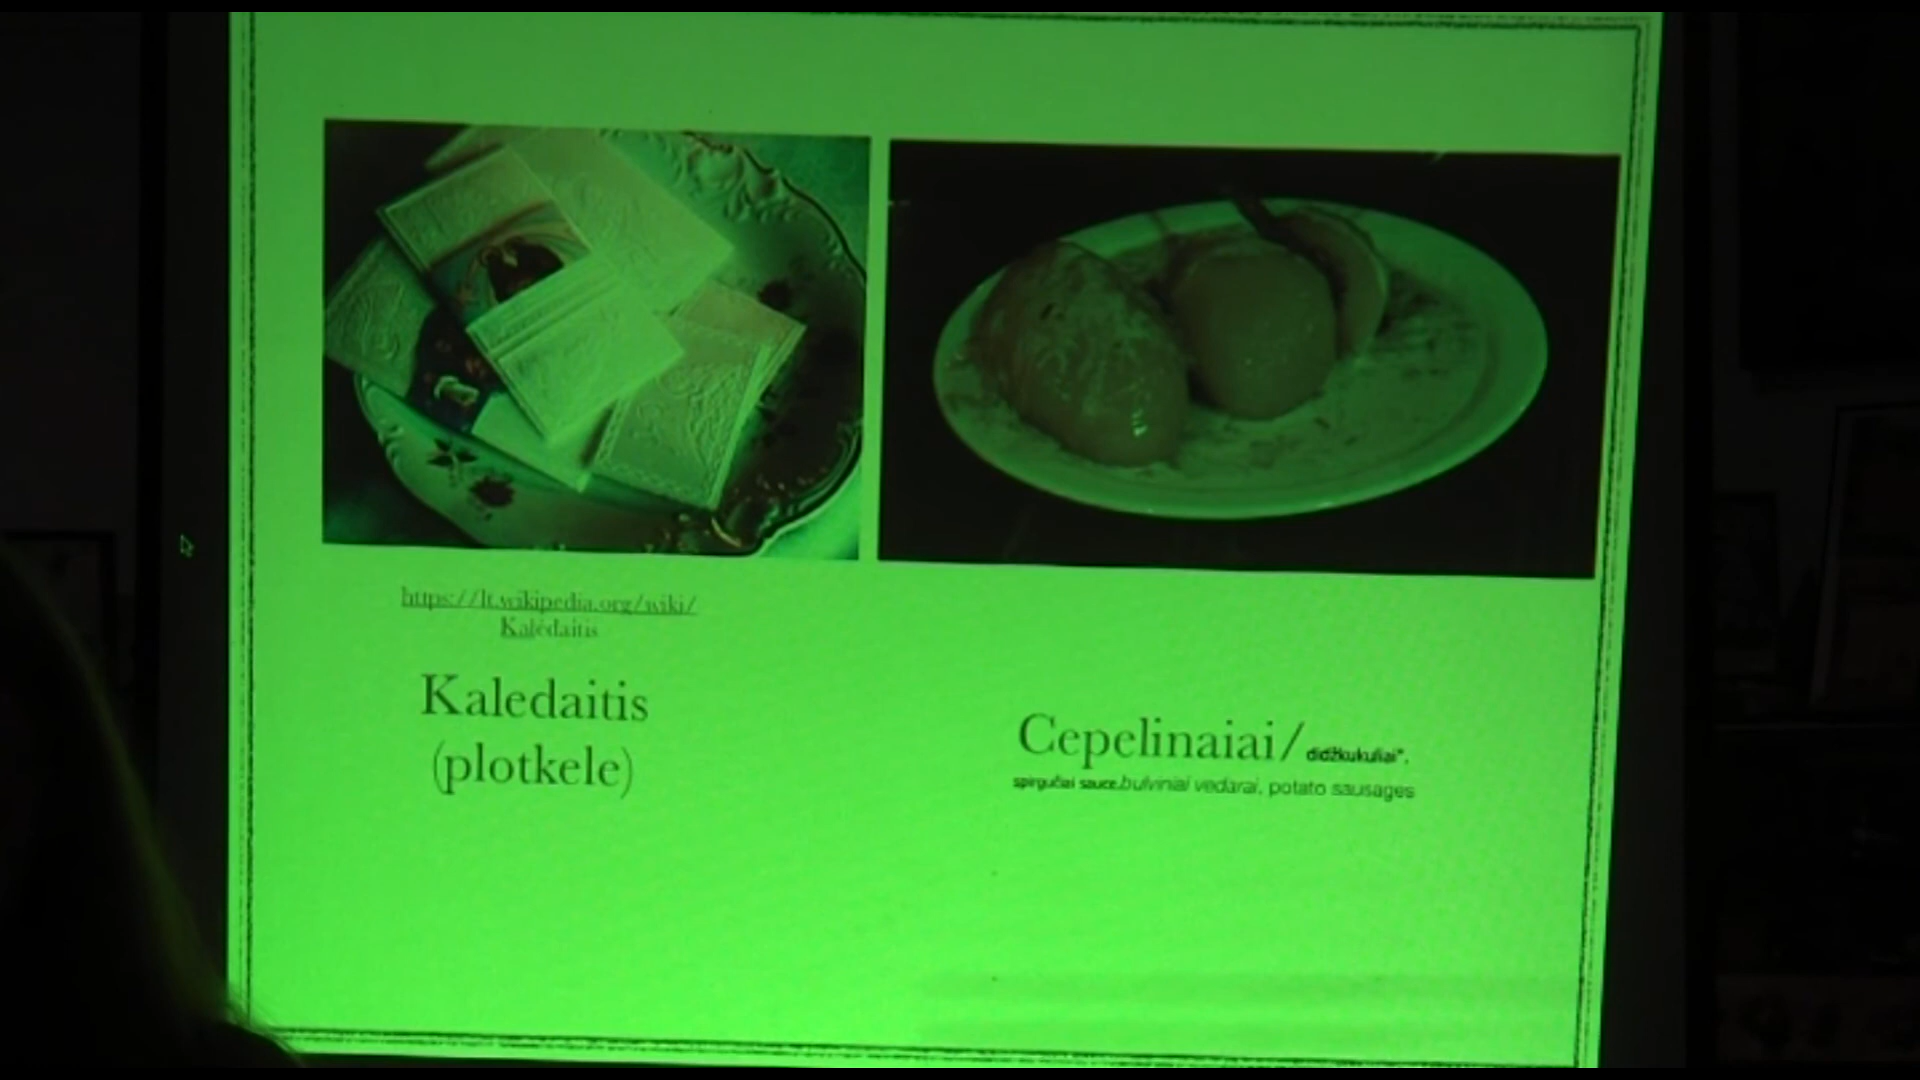 https://lt.wikipedia.org/wiki/
Kalėdaitis
Kaledaitis
(plotkele)
Cepelinaiai/didžkukuliai".
spirgučiai sauce.bulviniai vedarai, potato sausages